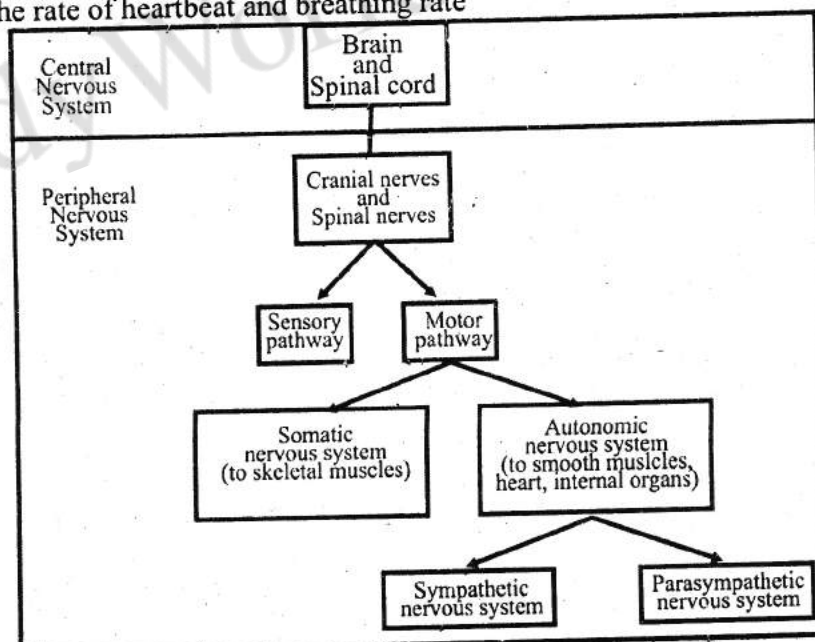 he rate of heartbeat and breathing rate
Central
Nervous
System
Brain
and
Spinal cord
Peripheral
Nervous
System
Cranial nerves
and
Spinal nerves
Sensory
pathway
Motor
pathway
Somatic
nervous system
(to skeletal muscles)
Autonomic
nervous system
(to smooth muslcles,
heart, internal organs)
Sympathetic
nervous system
Parasympathetic
nervous system